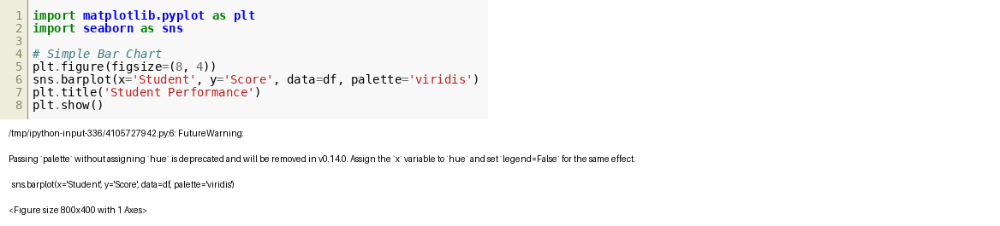 1 import matplotlib.pyplot as plt
2 import seaborn as sns
3
4 # Simple Bar Chart
5 plt.figure(figsize=(8, 4))
6 sns.barplot(x='Student', y='Score', data=df, palette='viridis')
7 plt.title('Student Performance')
8 plt.show()
/tmp/ipython-input-336/4105727942.py:6: FutureWarning:
Passing `palette` without assigning `hue` is deprecated and will be removed in v0.14.0. Assign the `x` variable to `hue` and set `legend=False` for the same effect.
sns.barplot(x='Student', y='Score', data=df, palette='viridis')
<Figure size 800x400 with 1 Axes>